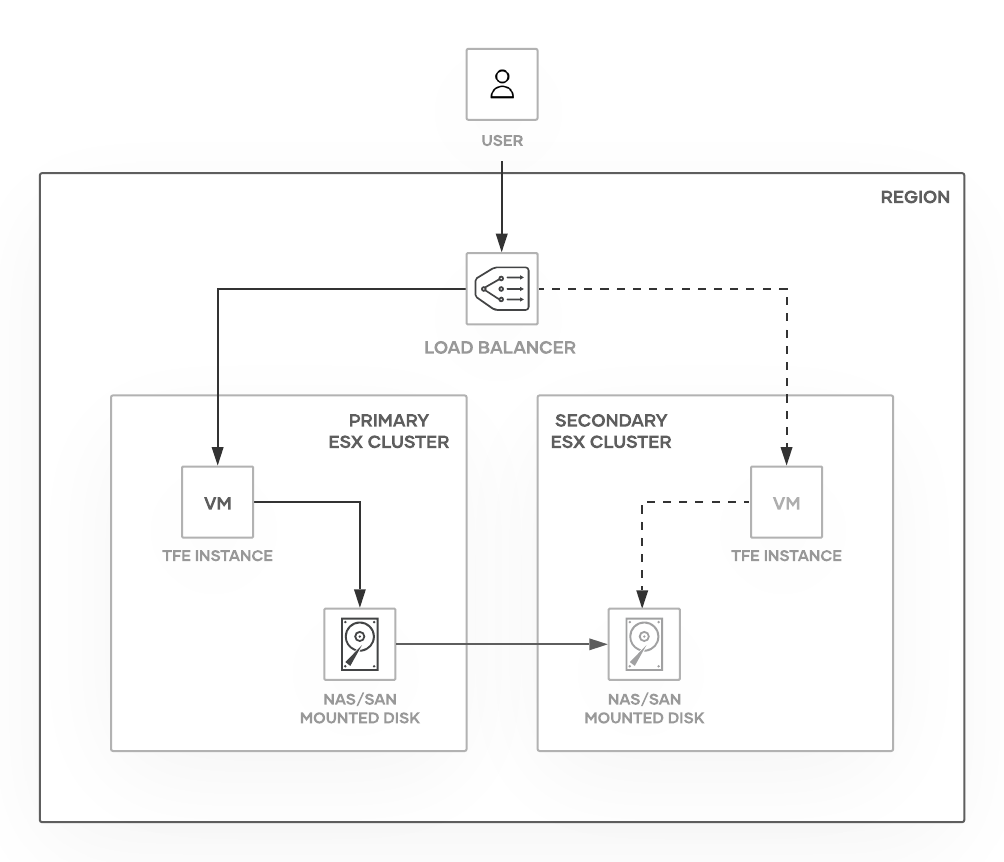 USER
REGION
LOAD BALANCER
PRIMARY
ESX CLUSTER
SECONDARY
ESX CLUSTER
VM
TFE INSTANCE
VM
TFE INSTANCE
NAS/SAN
MOUNTED DISK
NAS/SAN
MOUNTED DISK